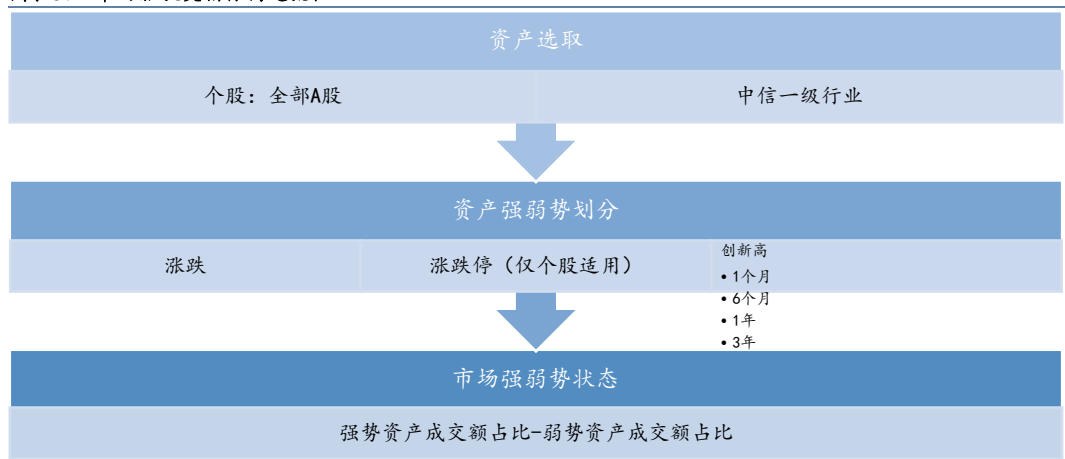 资产选取
个股：全部A股
中信一级行业
资产强弱势划分
涨跌
涨跌停（仅个股适用）
创新高
•1个月
•6个月
•1年
•3年
市场强弱势状态
强势资产成交额占比-弱势资产成交额占比